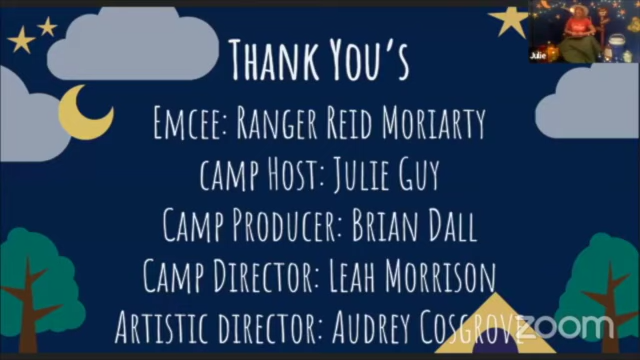 Thank You's
Emcee: Ranger Reid Moriarty
camp Host: Julie Guy
Camp Producer: Brian Dall
Camp Director: Leah Morrison
Artistic director: Audrey Cosgrove
Julie
zoom